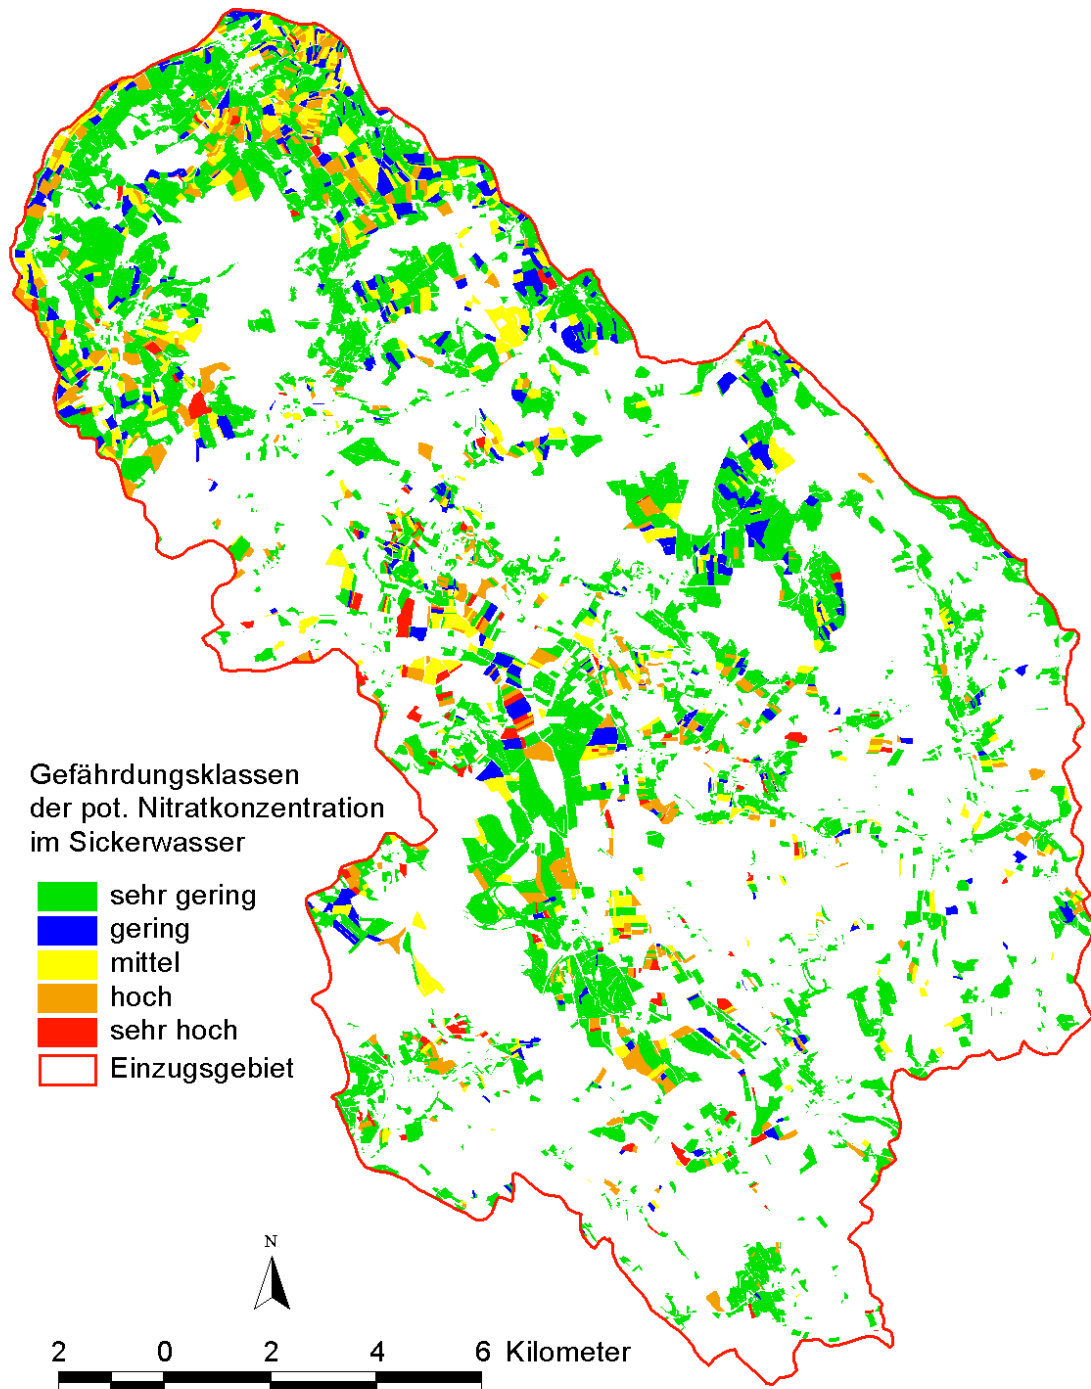 Gefährdungsklassen
der pot. Nitratkonzentration
im Sickerwasser
sehr gering
gering
mittel
hoch
sehr hoch
Einzugsgebiet
N
2 0 2 4 6 Kilometer